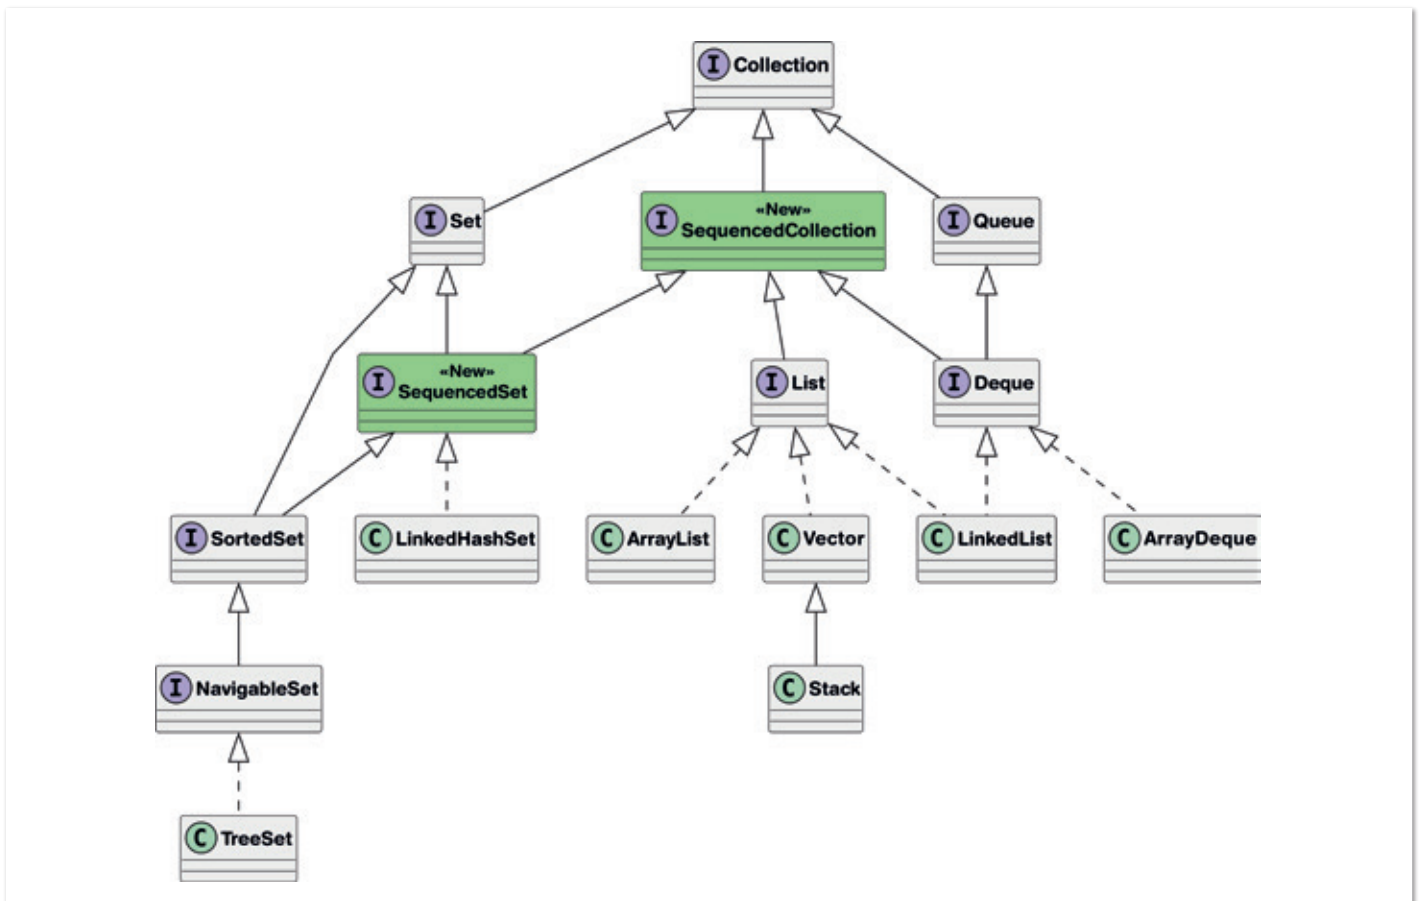 I Collection
I Set
«New»
I SequencedCollection
I Queue
«New»
I SequencedSet
I List
I Deque
I SortedSet
C LinkedHashSet
C ArrayList
C Vector
C LinkedList
C ArrayDeque
I NavigableSet
C Stack
C TreeSet